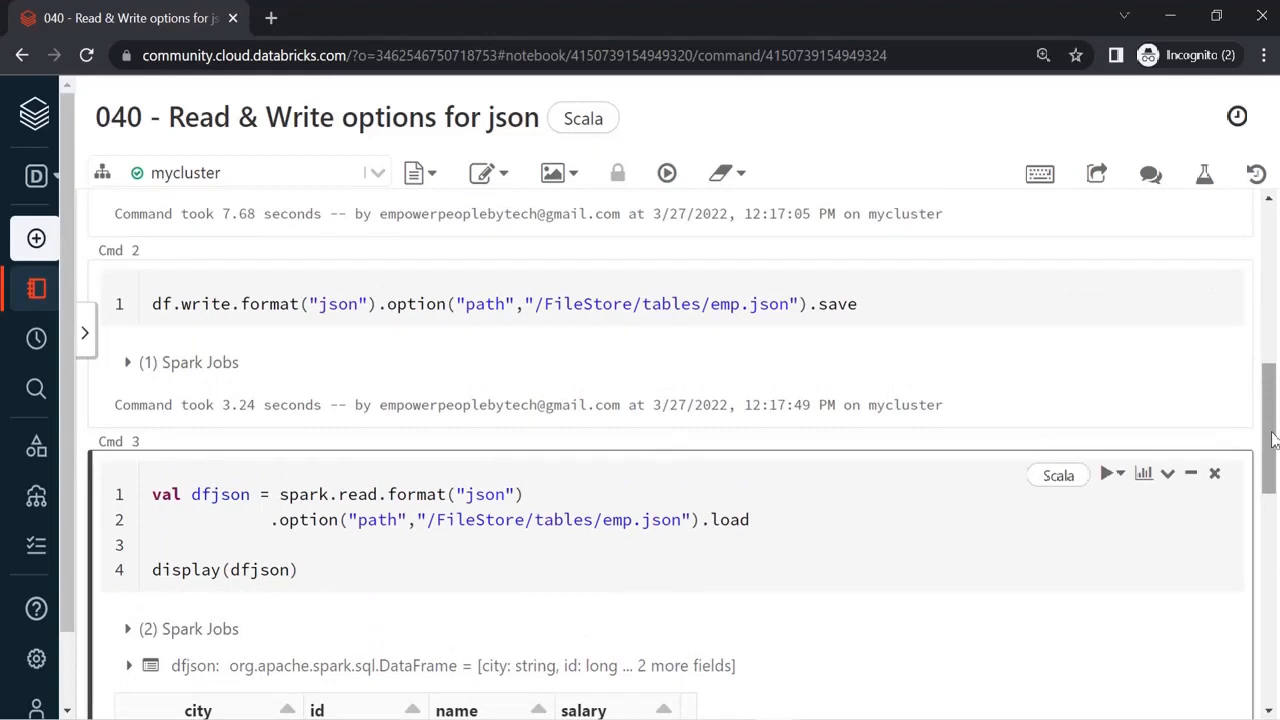 040 - Read & Write options for js
community.cloud.databricks.com/?o=3462546750718753#notebook/4150739154949320/command/4150739154949324
Incognito (2)
040 - Read & Write options for json
Scala
D
mycluster
Command took 7.68 seconds -- by empowerpeoplebytech@gmail.com at 3/27/2022, 12:17:05 PM on mycluster
Cmd 2
1 df.write.format("json").option("path","/FileStore/tables/emp.json").save
(1) Spark Jobs
Command took 3.24 seconds -- by empowerpeoplebytech@gmail.com at 3/27/2022, 12:17:49 PM on mycluster
Cmd 3
Scala
1 val dfjson = spark.read.format("json")
2 .option("path","/FileStore/tables/emp.json").load
3
4 display(dfjson)
(2) Spark Jobs
dfjson: org.apache.spark.sql.DataFrame = [city: string, id: long ... 2 more fields]
city id name salary